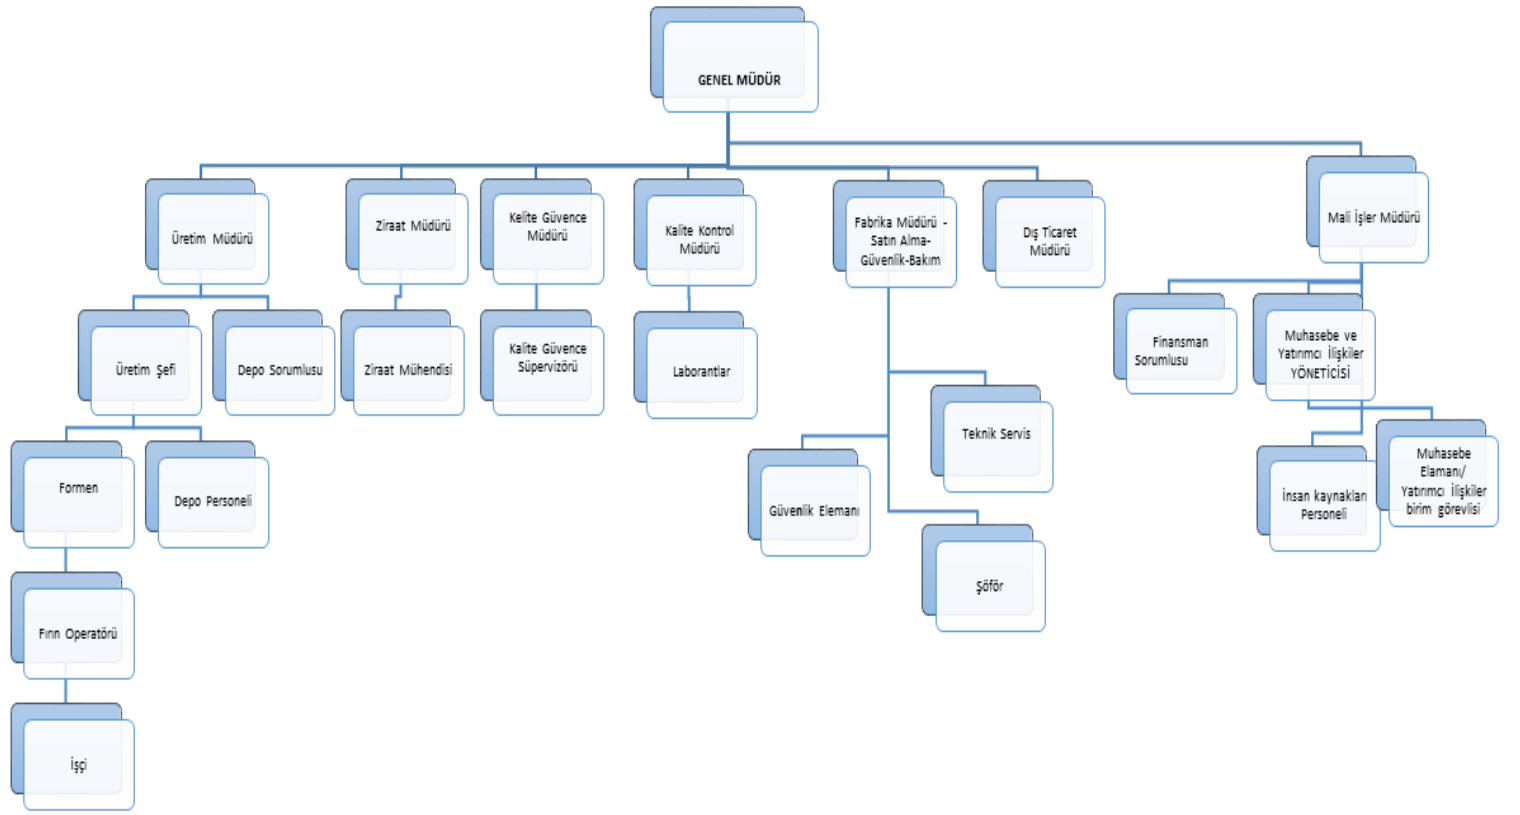 GENEL MÜDÜR
Üretim Müdürü
Ziraat Müdürü
Kelite Güvence
Müdürü
Kalite Kontrol
Müdürü
Fabrika Müdürü -
Satın Alma-
Güvenlik-Bakım
Dış Ticaret
Müdürü
Mali İşler Müdürü
Üretim Şefi
Depo Sorumlusu
Ziraat Mühendisi
Kalite Güvence
Süpervizörü
Laborantlar
Finansman
Sorumlusu
Muhasebe ve
Yatırımcı İlişkiler
YÖNETİCİSİ
Formen
Depo Personeli
Güvenlik Elemanı
Teknik Servis
Şöför
İnsan kaynakları
Personeli
Muhasebe
Elamanı/
Yatırımcı İlişkiler
birim görevlisi
Fırın Operatörü
İşçi